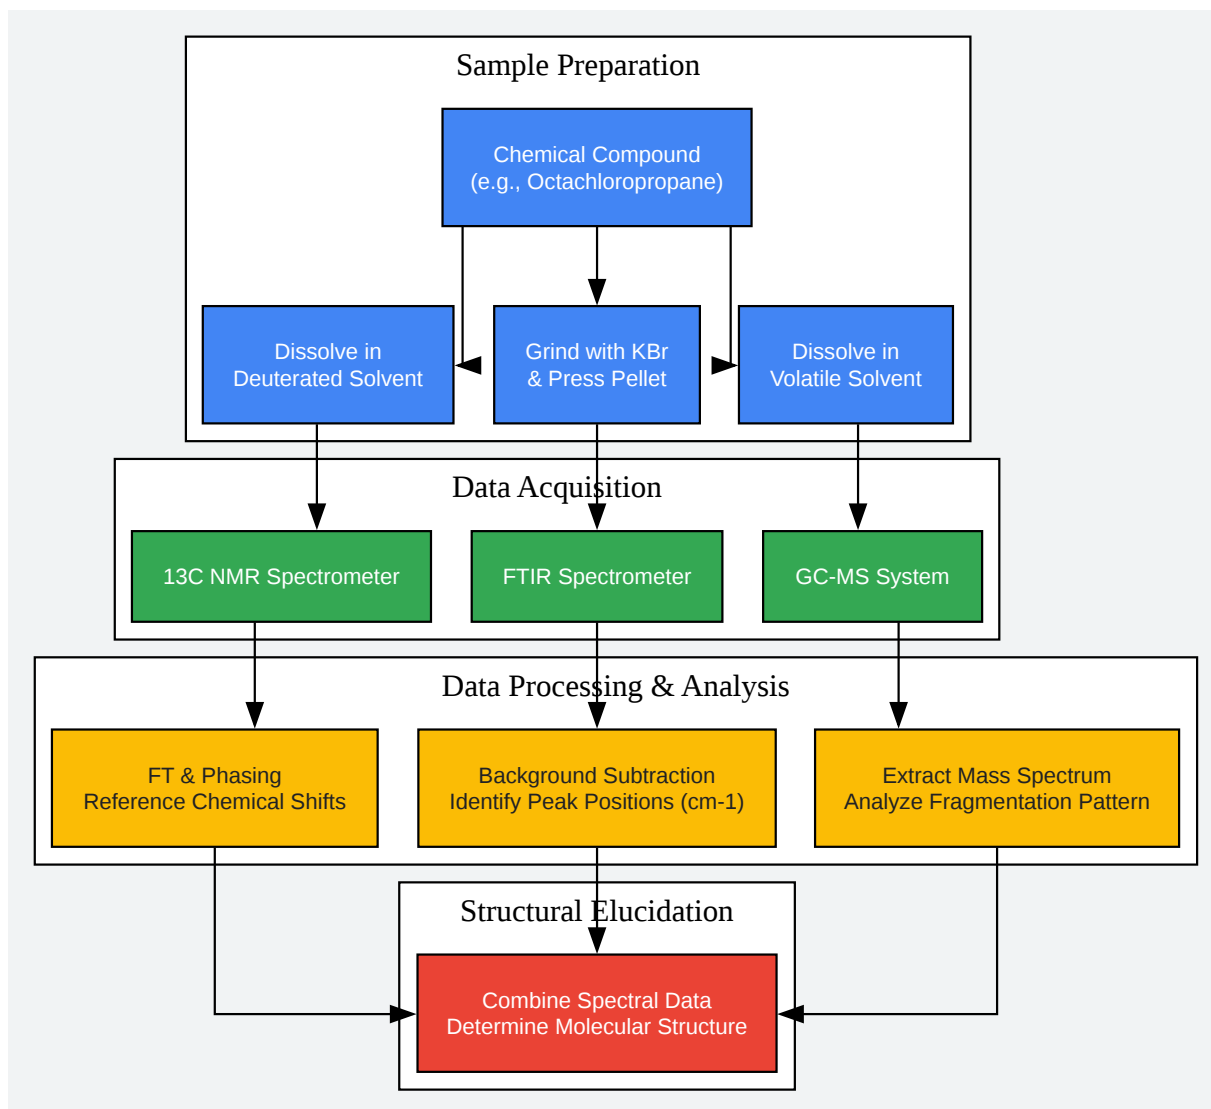 Sample Preparation
Chemical Compound
(e.g., Octachloropropane)
Dissolve in
Deuterated Solvent
Grind with KBr
& Press Pellet
Dissolve in
Volatile Solvent
Data Acquisition
13C NMR Spectrometer
FTIR Spectrometer
GC-MS System
Data Processing & Analysis
FT & Phasing
Reference Chemical Shifts
Background Subtraction
Identify Peak Positions (cm-1)
Extract Mass Spectrum
Analyze Fragmentation Pattern
Structural Elucidation
Combine Spectral Data
Determine Molecular Structure